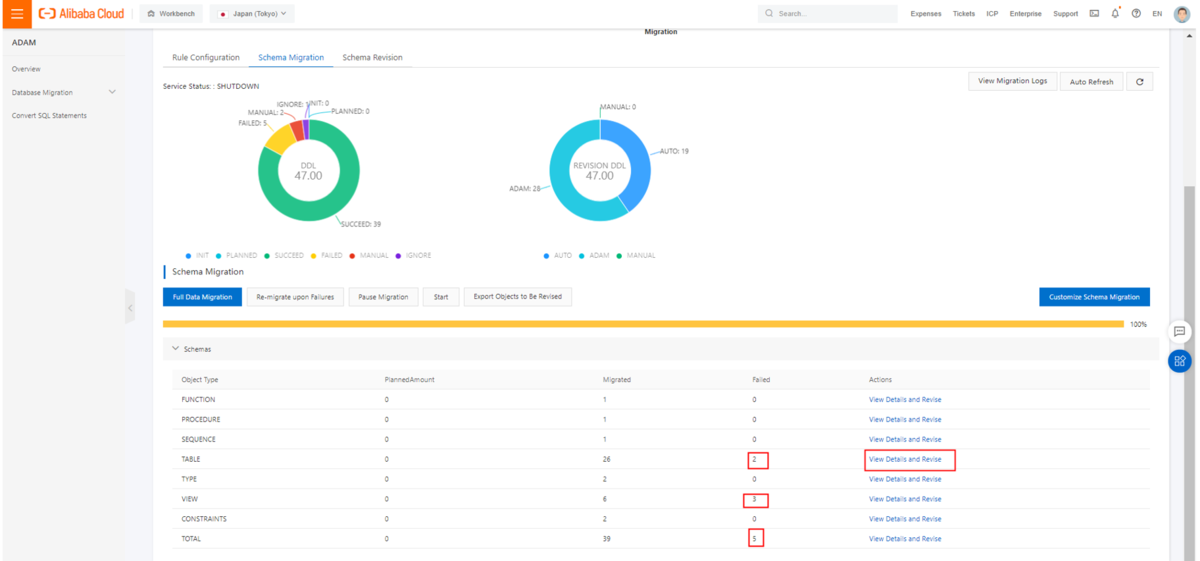 Alibaba Cloud Workbench Japan (Tokyo) Search... Expenses Tickets ICP Enterprise Support EN
ADAM
Overview
Database Migration
Convert SQL Statements
Migration
Rule Configuration Schema Migration Schema Revision
Service Status: : SHUTDOWN
View Migration Logs Auto Refresh
IGNORE: 1 INIT: 0
MANUAL: 2 PLANNED: 0
FAILED: 5
DDL
47.00
SUCCEED: 39
MANUAL: 0
AUTO: 19
REVISION DDL
47.00
ADAM: 28
INIT PLANNED SUCCEED FAILED MANUAL IGNORE
AUTO ADAM MANUAL
Schema Migration
Full Data Migration Re-migrate upon Failures Pause Migration Start Export Objects to Be Revised Customize Schema Migration
100%
Schemas
Object Type PlannedAmount Migrated Failed Actions
FUNCTION 0 1 0 View Details and Revise
PROCEDURE 0 1 0 View Details and Revise
SEQUENCE 0 1 0 View Details and Revise
TABLE 0 26 2 View Details and Revise
TYPE 0 2 0 View Details and Revise
VIEW 0 6 3 View Details and Revise
CONSTRAINTS 0 2 0 View Details and Revise
TOTAL 0 39 5 View Details and Revise